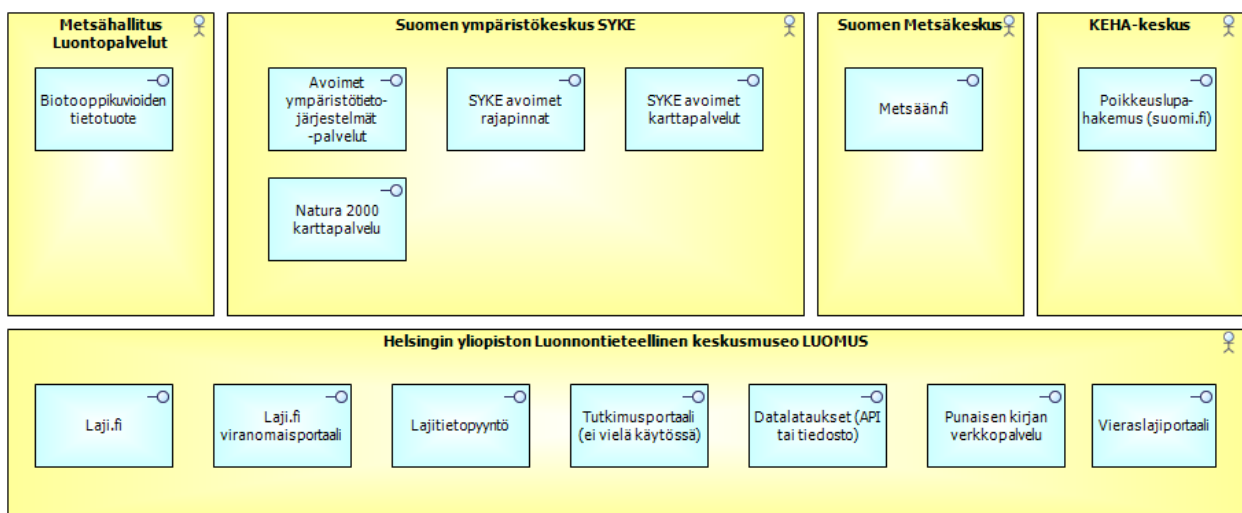 Metsähallitus
Luontopalvelut
Biotooppikuvioiden
tietotuote
Suomen ympäristökeskus SYKE
Avoimet
ympäristötieto-
järjestelmät
-palvelut
SYKE avoimet
rajapinnat
SYKE avoimet
karttapalvelut
Natura 2000
karttapalvelu
Suomen Metsäkeskus
Metsään.fi
KEHA-keskus
Poikkeuslupa-
hakemus (suomi.fi)
Helsingin yliopiston Luonnontieteellinen keskusmuseo LUOMUS
Laji.fi
Laji.fi
viranomaisportaali
Lajitietopyyntö
Tutkimusportaali
(ei vielä käytössä)
Datalataukset (API
tai tiedosto)
Punaisen kirjan
verkkopalvelu
Vieraslajiportaali